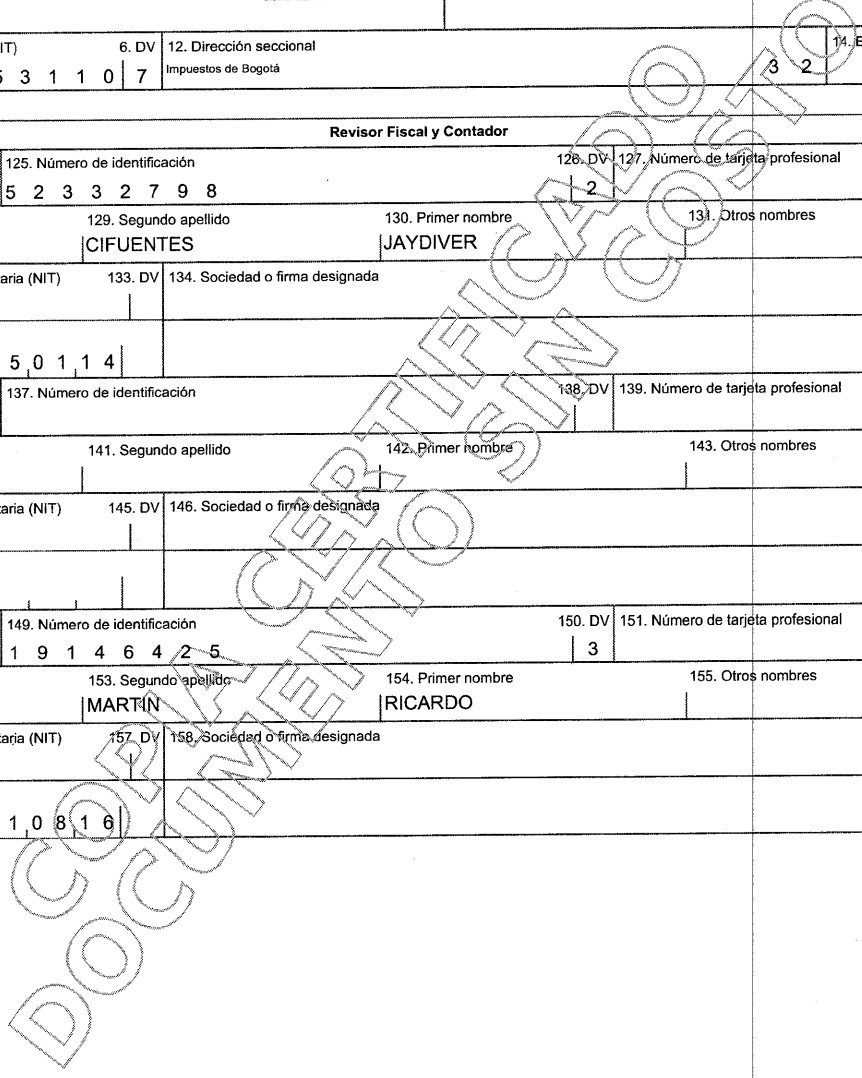 IT) 6. DV 12. Dirección seccional 14. E
5 3 1 1 0 7 Impuestos de Bogotá 3 2
Revisor Fiscal y Contador
125. Número de identificación 126. DV 127. Número de tarjeta profesional
5 2 3 3 2 7 9 8 2
129. Segundo apellido 130. Primer nombre 131. Otros nombres
CIFUENTES JAYDIVER
aria (NIT) 133. DV 134. Sociedad o firma designada
5 0 1 1 4
137. Número de identificación 138. DV 139. Número de tarjeta profesional
141. Segundo apellido 142. Primer nombre 143. Otros nombres
taria (NIT) 145. DV 146. Sociedad o firma designada
149. Número de identificación 150. DV 151. Número de tarjeta profesional
1 9 1 4 6 4 2 5 3
153. Segundo apellido 154. Primer nombre 155. Otros nombres
MARTIN RICARDO
taria (NIT) 157. DV 158. Sociedad o firma designada
1 0 8 1 6
COPIA CERTIFICADO
DOCUMENTO SIN COSTO